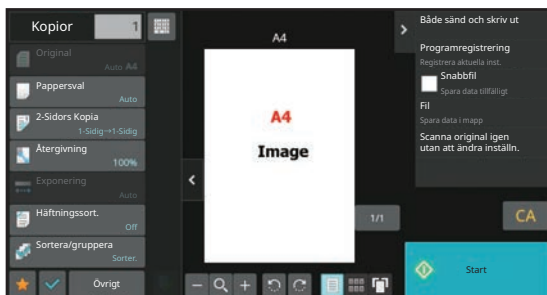 Kopior 1
Original
Auto A4
Pappersval
Auto
2-Sidors Kopia
1-Sidig→1-Sidig
Återgivning
100%
Exponering
Auto
Häftningssort.
Off
Sortera/gruppera
Sorter.
Övrigt
A4
A4
Image
1/1
Både sänd och skriv ut
Programregistrering
Registrera aktuella inst.
Snabbfil
Spara data tillfälligt
Fil
Spara data i mapp
Scanna original igen
utan att ändra inställn.
CA
Start